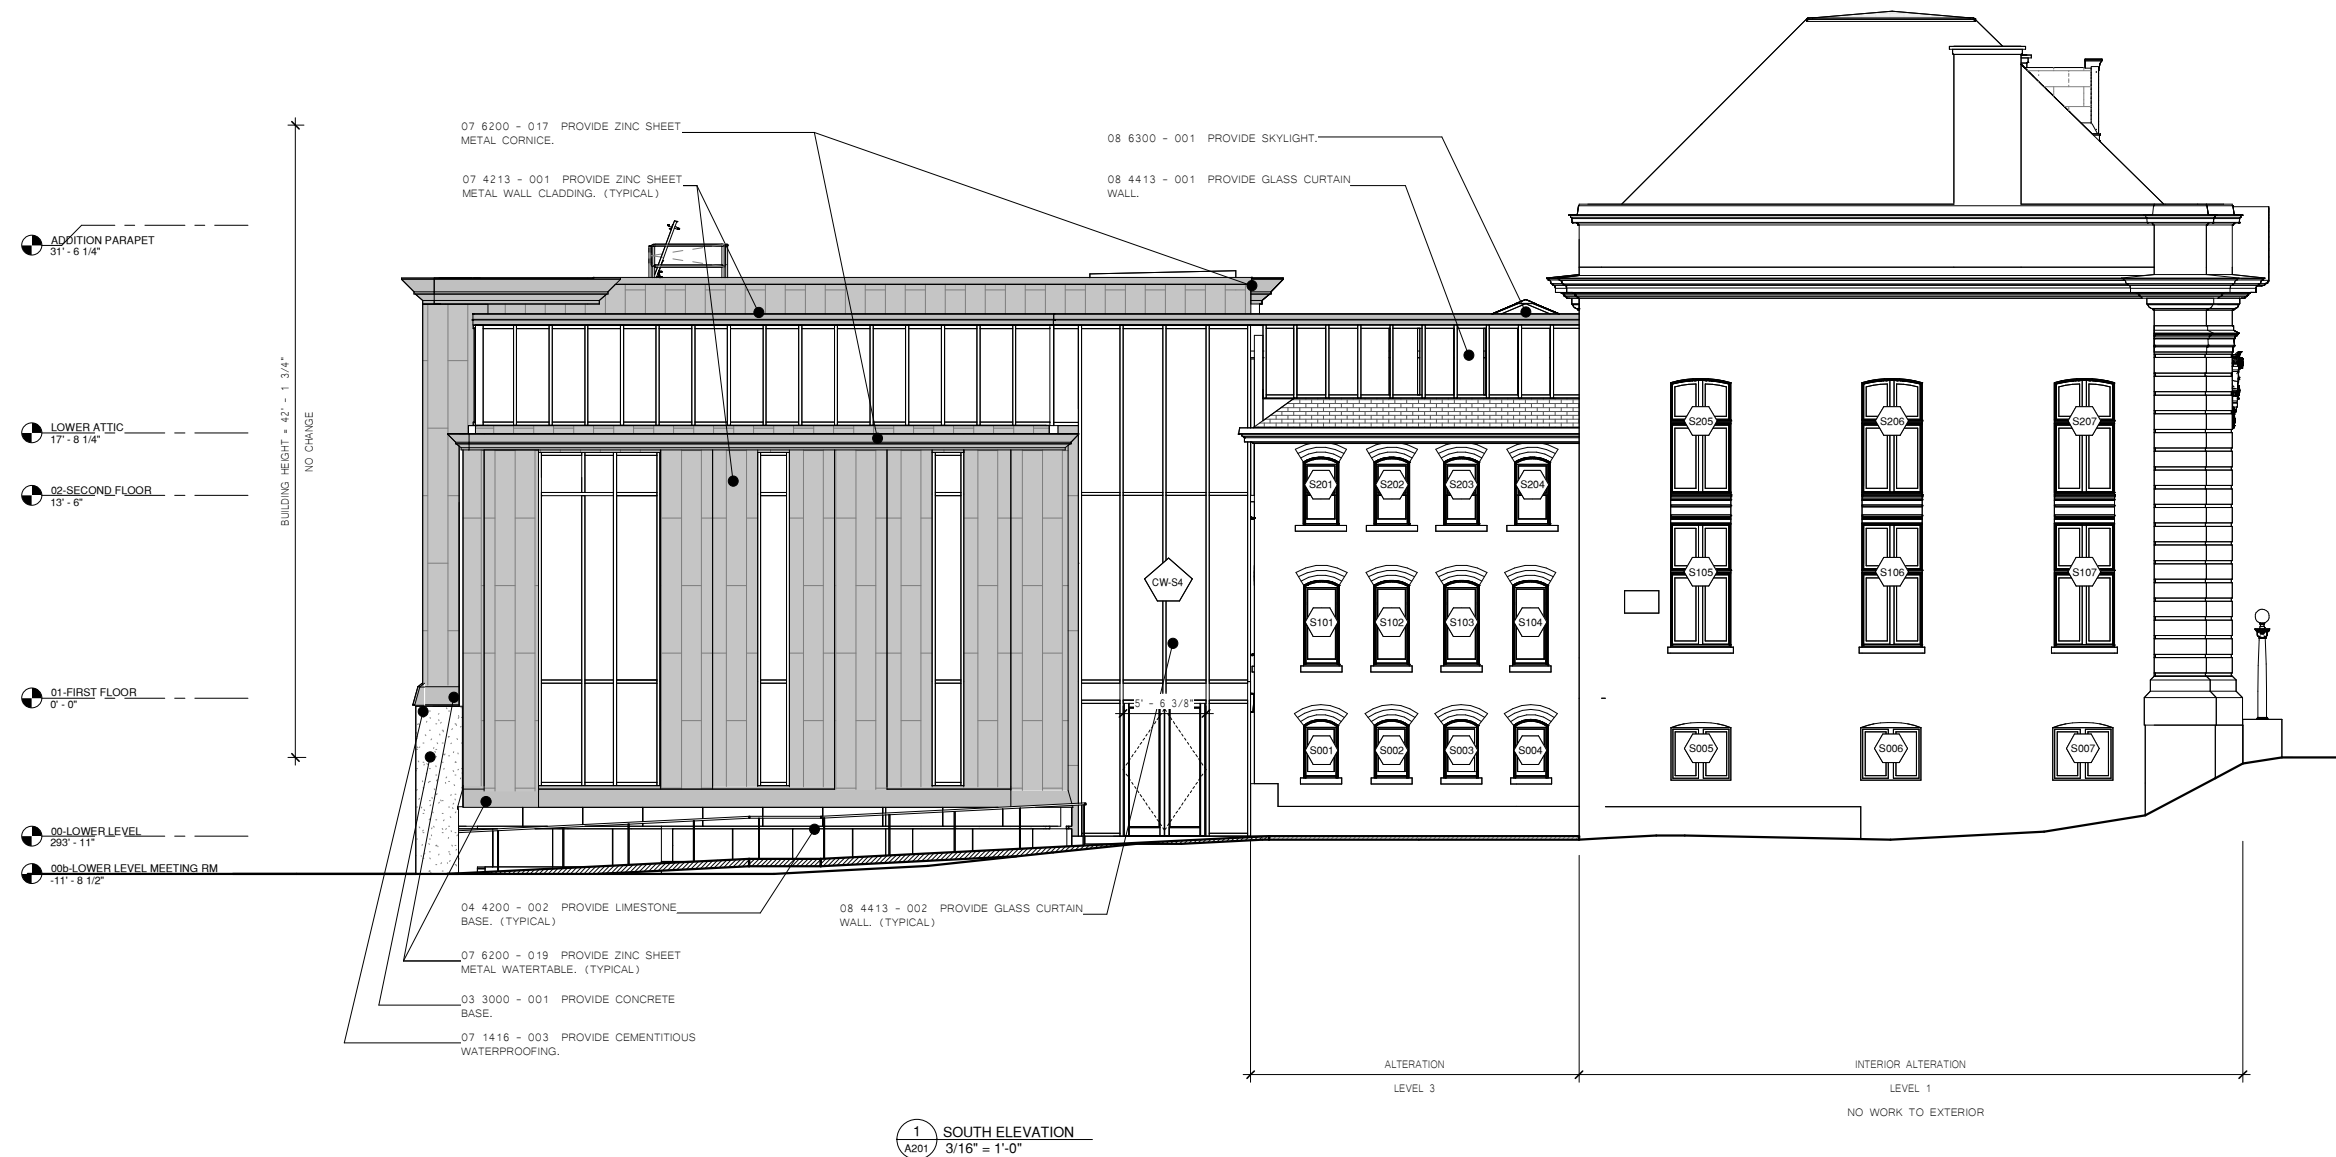 07 6200 - 017 PROVIDE ZINC SHEET
METAL CORNICE.
07 4213 - 001 PROVIDE ZINC SHEET
METAL WALL CLADDING. (TYPICAL)
08 6300 - 001 PROVIDE SKYLIGHT.
08 4413 - 001 PROVIDE GLASS CURTAIN
WALL.
ADDITION PARAPET
31' - 6 1/4"
LOWER ATTIC
17' - 8 1/4"
02-SECOND FLOOR
13' - 6"
01-FIRST FLOOR
0' - 0"
00-LOWER LEVEL
293' - 11"
00b-LOWER LEVEL MEETING RM
-11' - 8 1/2"
BUILDING HEIGHT = 42' - 1 3/4"
NO CHANGE
S205
S206
S207
S201
S202
S203
S204
S105
S106
S107
CW-S4
S101
S102
S103
S104
5' - 6 3/8"
S001
S002
S003
S004
S005
S006
S007
04 4200 - 002 PROVIDE LIMESTONE
BASE. (TYPICAL)
08 4413 - 002 PROVIDE GLASS CURTAIN
WALL. (TYPICAL)
07 6200 - 019 PROVIDE ZINC SHEET
METAL WATERTABLE. (TYPICAL)
03 3000 - 001 PROVIDE CONCRETE
BASE.
07 1416 - 003 PROVIDE CEMENTITIOUS
WATERPROOFING.
ALTERATION
LEVEL 3
INTERIOR ALTERATION
LEVEL 1
NO WORK TO EXTERIOR
1
A201
SOUTH ELEVATION
3/16" = 1'-0"